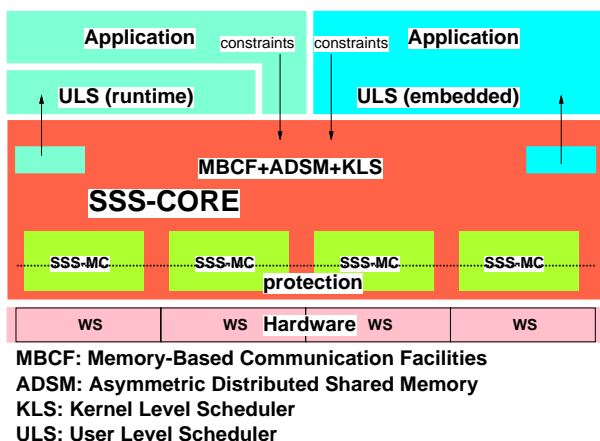 Application constraints constraints Application
ULS (runtime) ULS (embedded)
MBCF+ADSM+KLS
SSS-CORE
SSS-MC SSS-MC SSS-MC SSS-MC
protection
WS WS Hardware WS WS
MBCF: Memory-Based Communication Facilities
ADSM: Asymmetric Distributed Shared Memory
KLS: Kernel Level Scheduler
ULS: User Level Scheduler